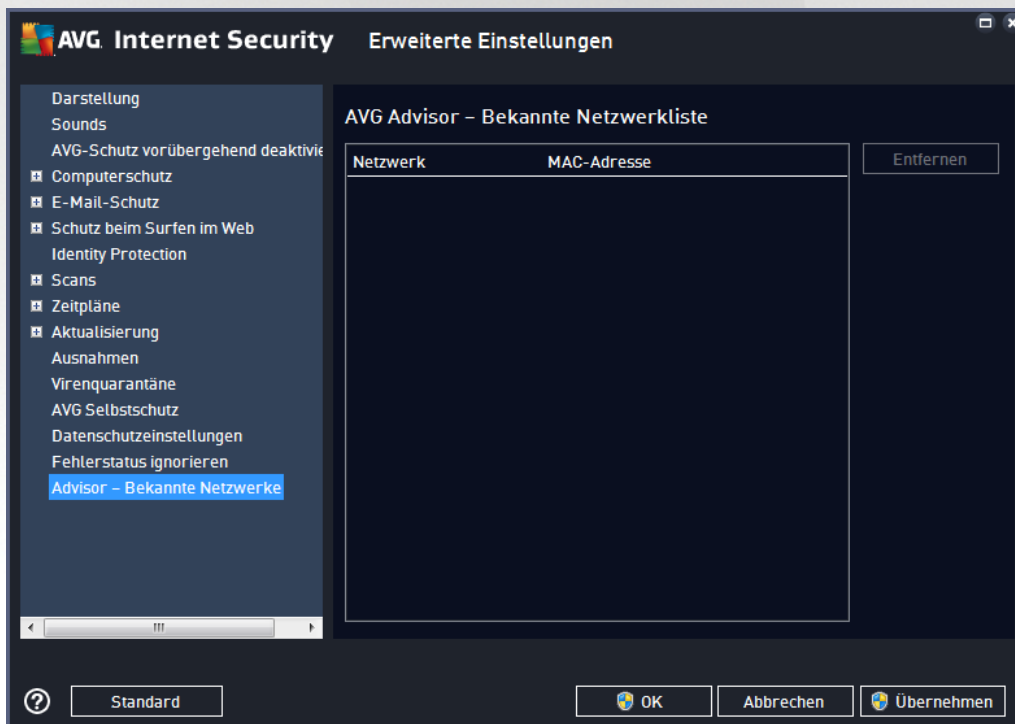 AVG Internet Security Erweiterte Einstellungen
Darstellung
Sounds
AVG-Schutz vorübergehend deaktivie
Computerschutz
E-Mail-Schutz
Schutz beim Surfen im Web
Identity Protection
Scans
Zeitpläne
Aktualisierung
Ausnahmen
Virenquarantäne
AVG Selbstschutz
Datenschutzeinstellungen
Fehlerstatus ignorieren
Advisor – Bekannte Netzwerke
AVG Advisor – Bekannte Netzwerkliste
Netzwerk MAC-Adresse
Entfernen
Standard
OK
Abbrechen
Übernehmen